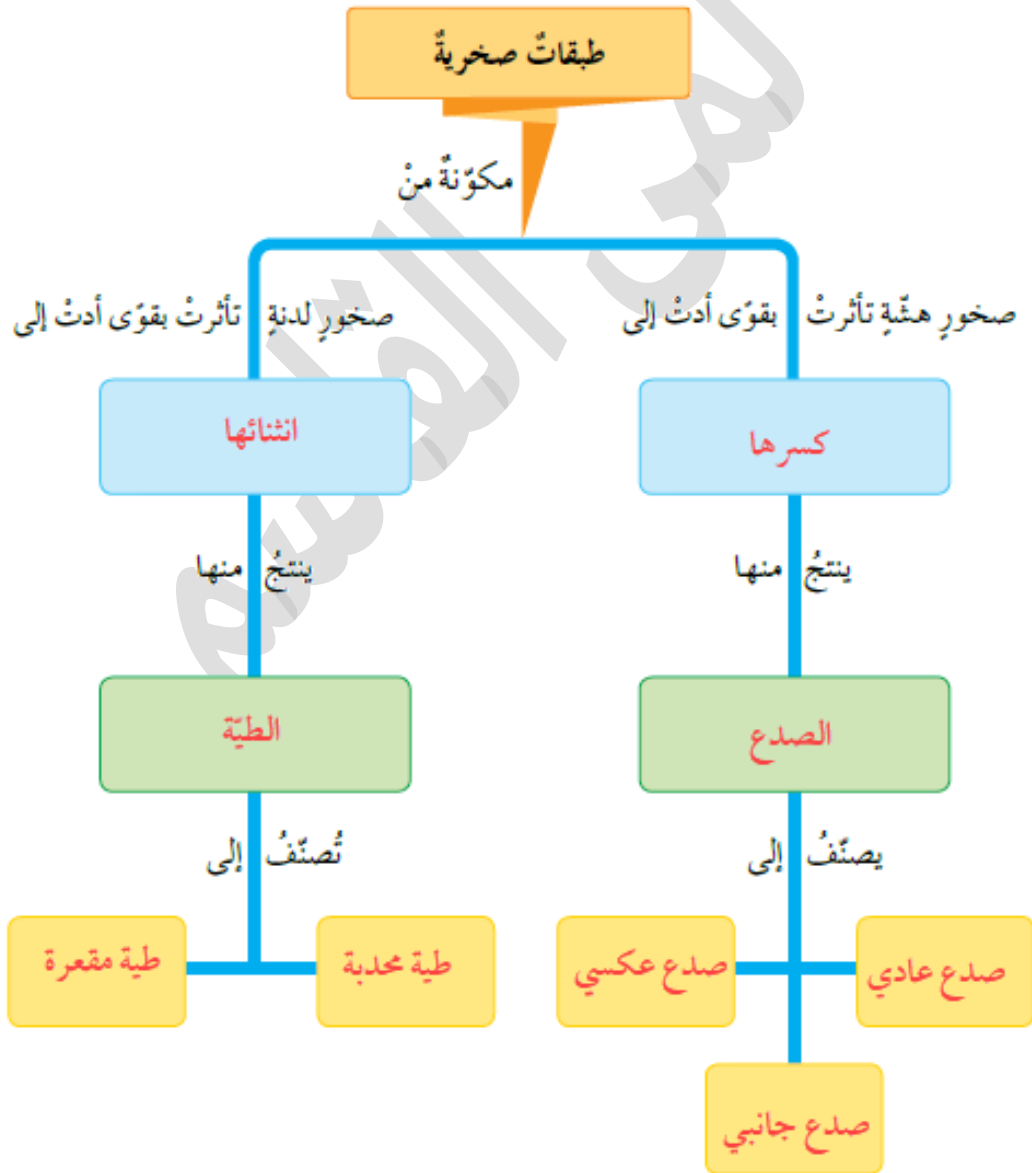 طبقاتٌ صخريةٌ
مكوّنةٌ منْ
صخورٍ هشّةٍ تأثرتْ بقوًى أدتْ إلى
صخورٍ لدنةٍ تأثرتْ بقوًى أدتْ إلى
كسرها
انثنائها
ينتجُ منها
ينتجُ منها
الصدع
الطيّة
يصنّفُ إلى
تُصنّفُ إلى
صدع عادي
صدع عكسي
طية محدبة
طية مقعرة
صدع جانبي